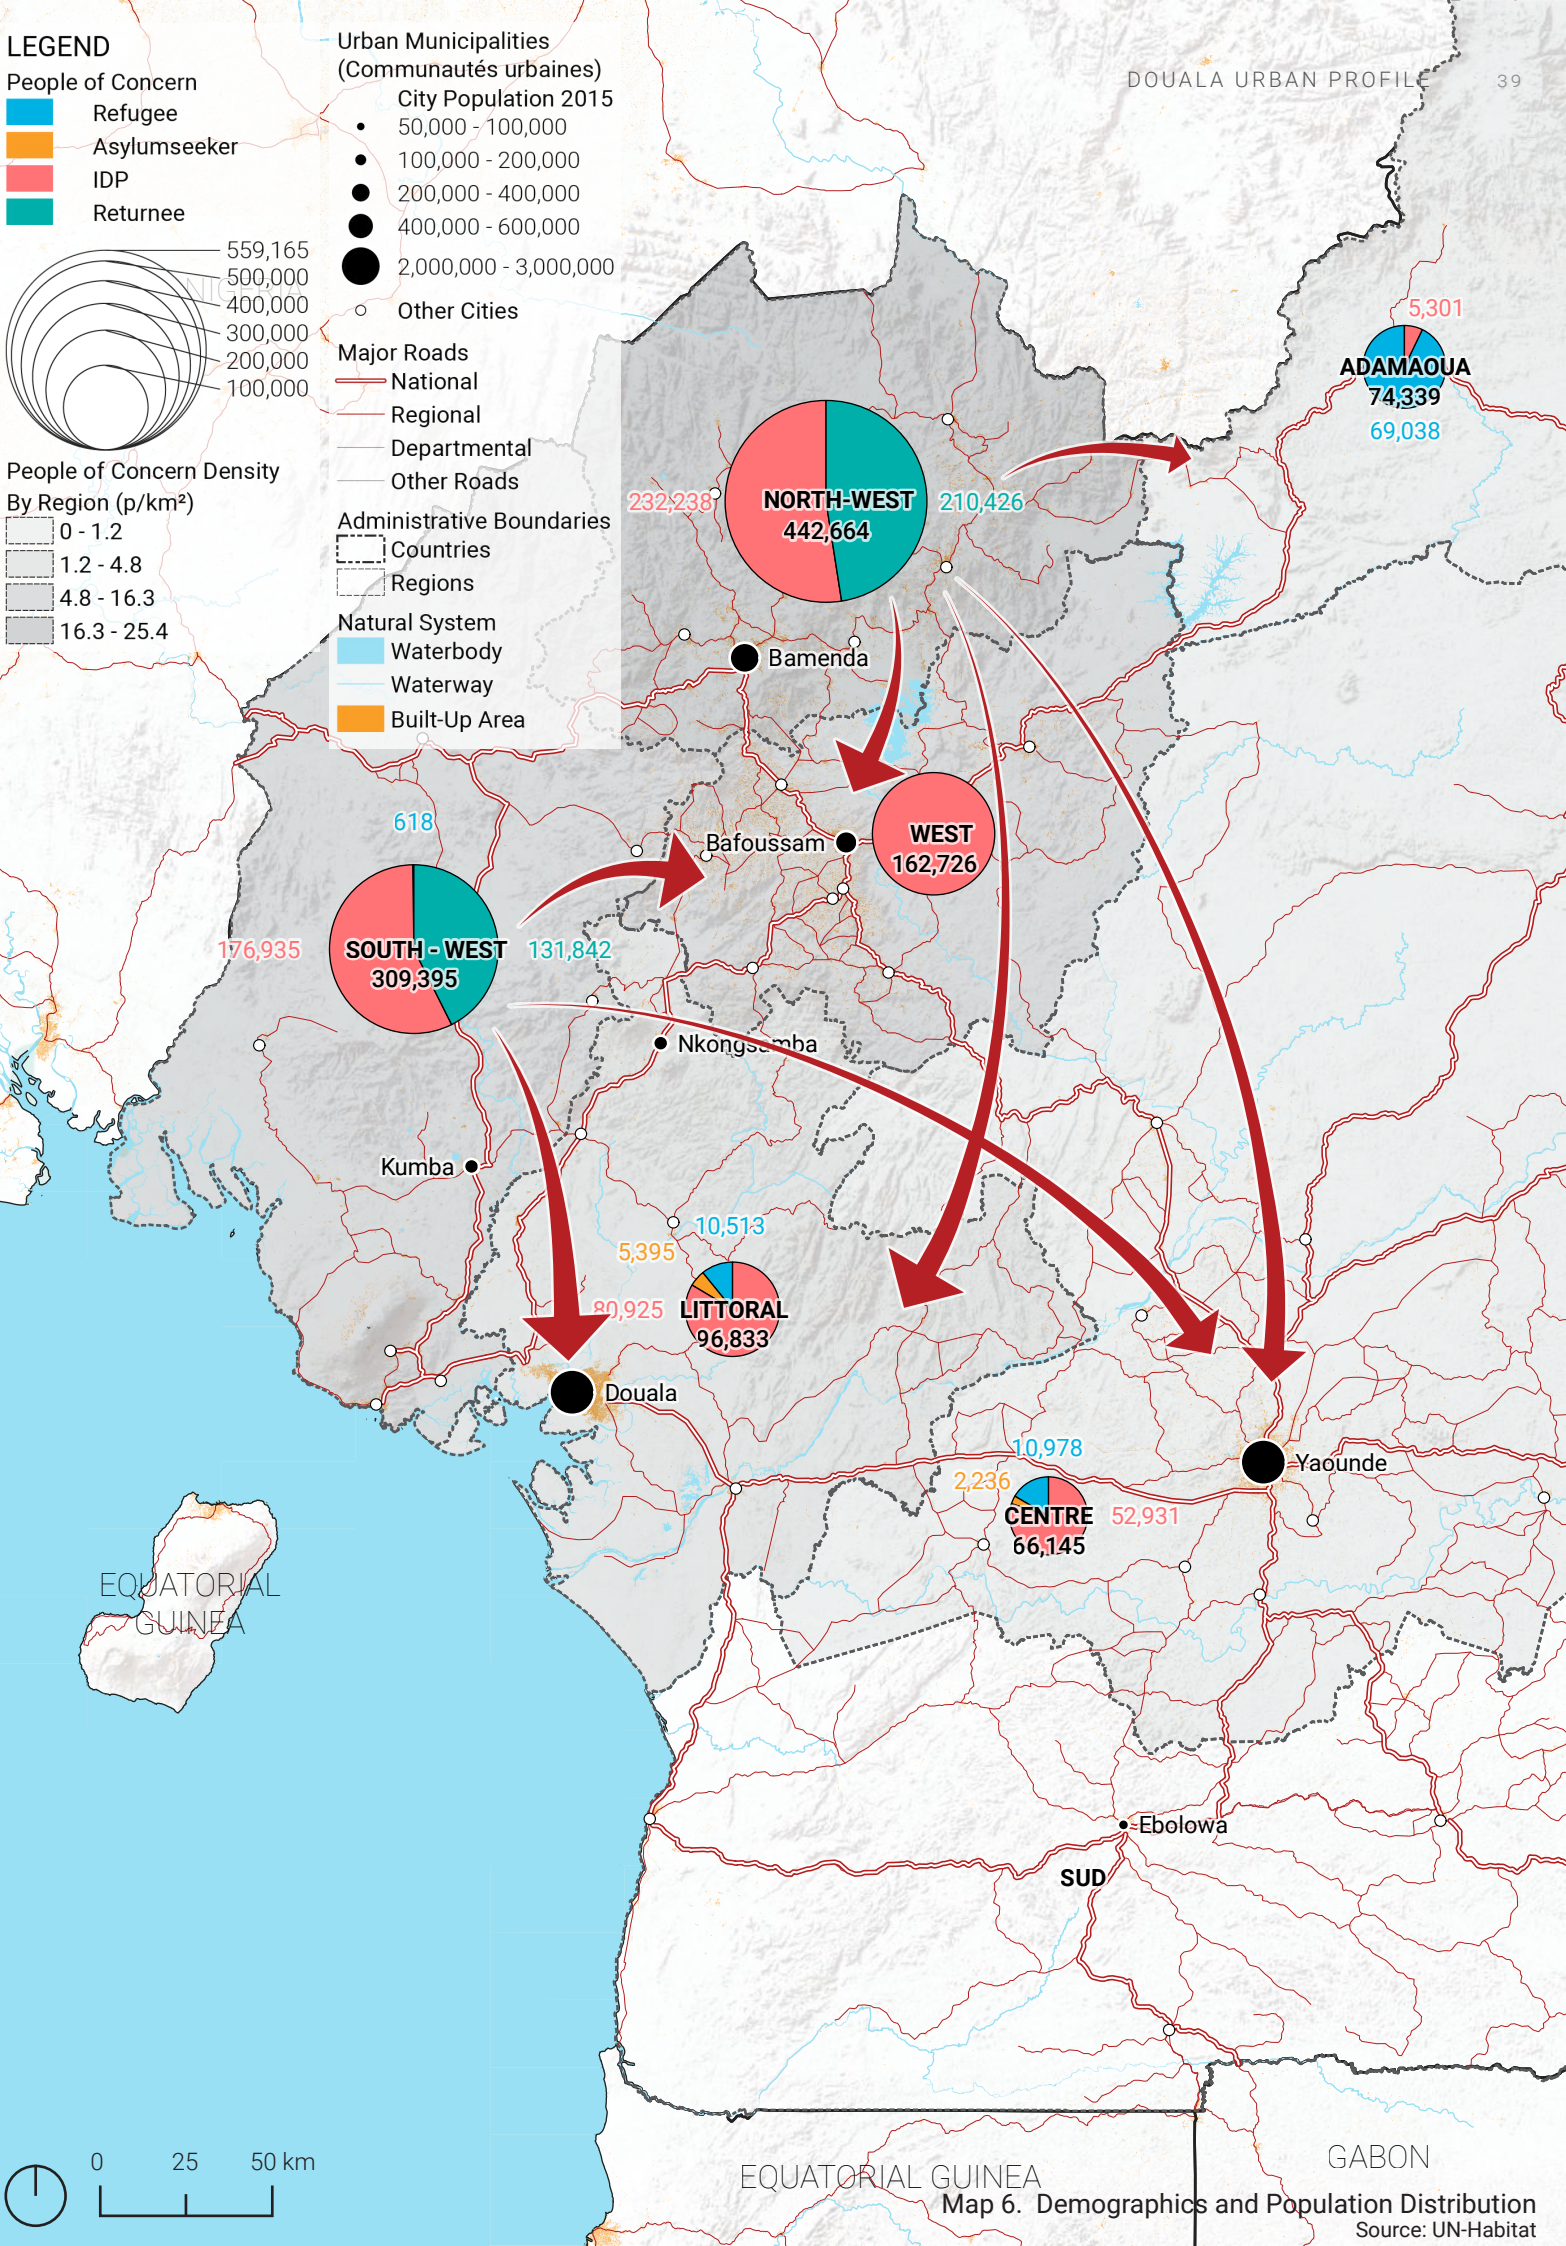 DOUALA URBAN PROFILE 39
LEGEND
People of Concern
Refugee
Asylumseeker
IDP
Returnee
559,165
500,000
400,000
300,000
200,000
100,000
People of Concern Density
By Region (p/km²)
0 - 1.2
1.2 - 4.8
4.8 - 16.3
16.3 - 25.4
Urban Municipalities
(Communautés urbaines)
City Population 2015
50,000 - 100,000
100,000 - 200,000
200,000 - 400,000
400,000 - 600,000
2,000,000 - 3,000,000
Other Cities
Major Roads
National
Regional
Departmental
Other Roads
Administrative Boundaries
Countries
Regions
Natural System
Waterbody
Waterway
Built-Up Area
NIGERIA
5,301
ADAMAOUA
74,339
69,038
232,238
NORTH-WEST
442,664
210,426
Bamenda
618
Bafoussam
WEST
162,726
176,935
SOUTH - WEST
309,395
131,842
Nkongsamba
Kumba
10,513
5,395
80,925
LITTORAL
96,833
Douala
10,978
2,236
CENTRE
66,145
52,931
Yaounde
EQUATORIAL
GUINEA
Ebolowa
SUD
0 25 50 km
EQUATORIAL GUINEA
GABON
Map 6. Demographics and Population Distribution
Source: UN-Habitat